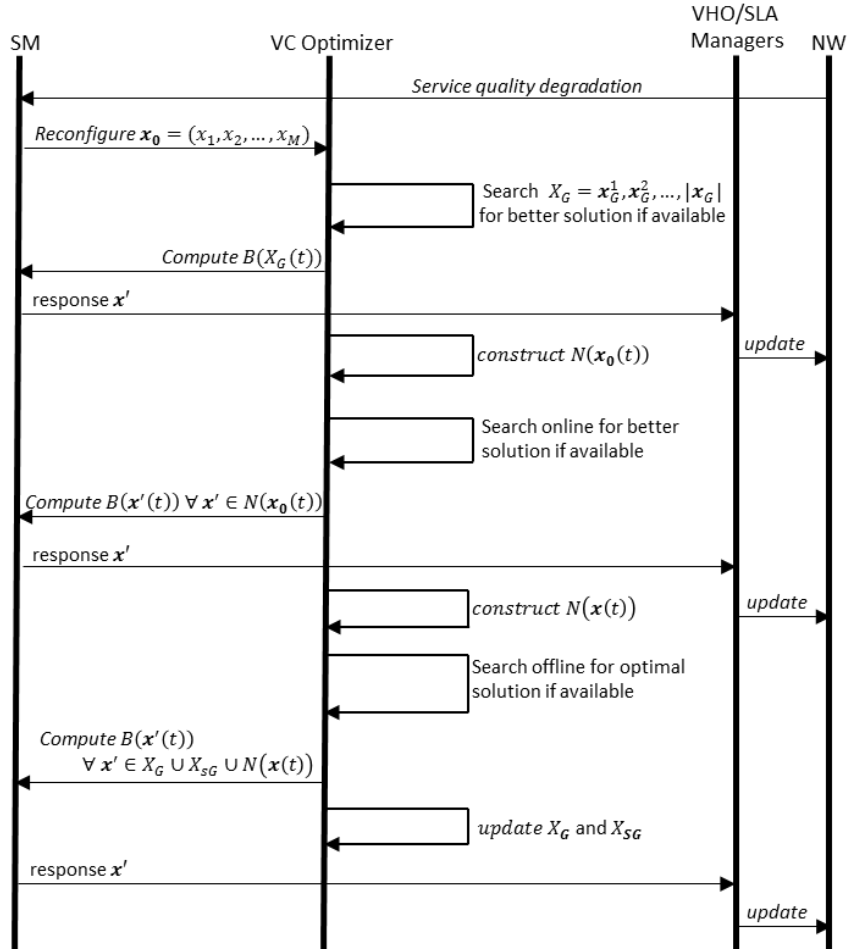 SM
VC Optimizer
VHO/SLA
Managers
NW
Service quality degradation
Reconfigure 𝒙₀ = (x₁, x₂, …, x_M)
Search X_G = 𝒙_G^1, 𝒙_G^2, …, |𝒙_G|
for better solution if available
Compute B(X_G(t))
response 𝒙′
construct N(𝒙₀(t))
update
Search online for better
solution if available
Compute B(𝒙′(t)) ∀ 𝒙′ ∈ N(𝒙₀(t))
response 𝒙′
construct N(𝒙(t))
update
Search offline for optimal
solution if available
Compute B(𝒙′(t))
∀ 𝒙′ ∈ X_G ∪ X_SG ∪ N(𝒙(t))
update X_G and X_SG
response 𝒙′
update